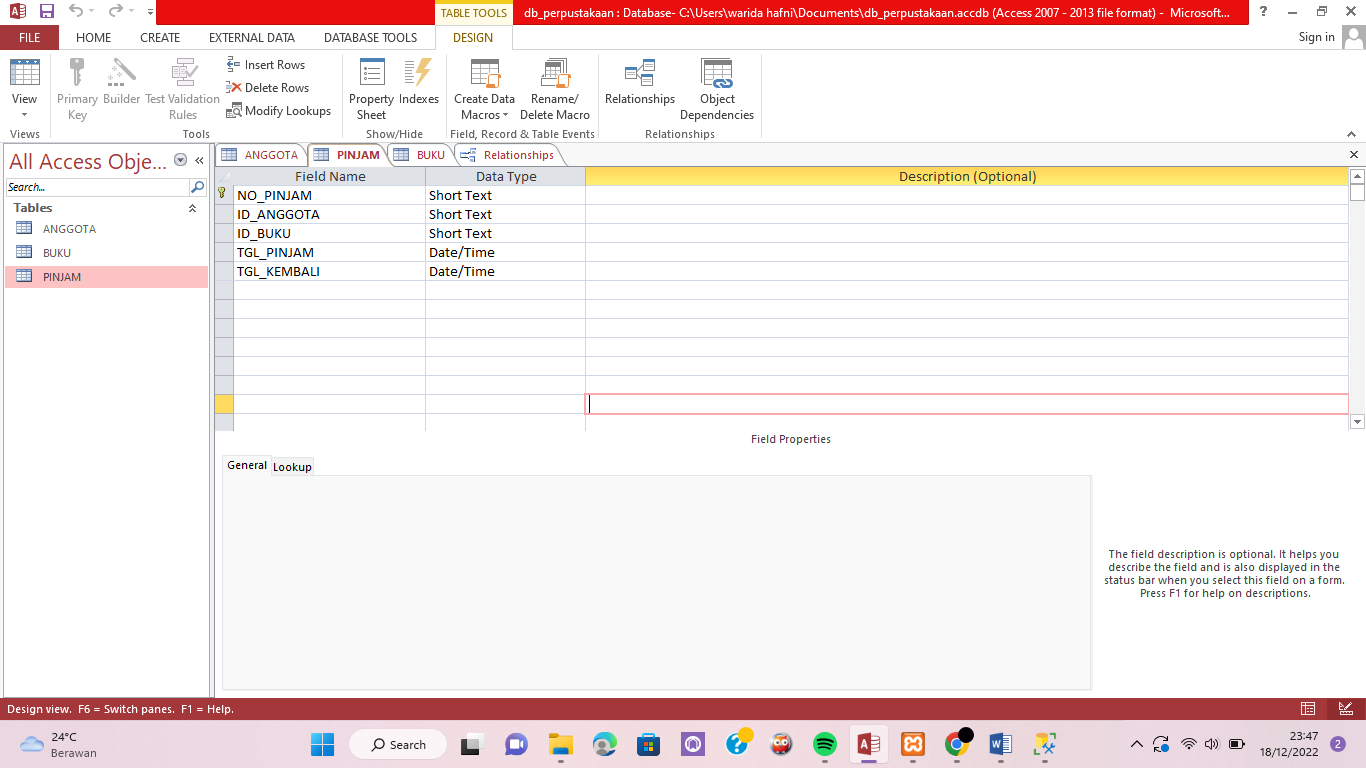 TABLE TOOLS
db_perpustakaan : Database- C:\Users\warida hafni\Documents\db_perpustakaan.accdb (Access 2007 - 2013 file format) - Microsoft...
FILE HOME CREATE EXTERNAL DATA DATABASE TOOLS DESIGN Sign in
View
Views
Primary Key
Builder
Test Validation Rules
Insert Rows
Delete Rows
Modify Lookups
Tools
Property Sheet
Indexes
Show/Hide
Create Data Macros
Rename/ Delete Macro
Field, Record & Table Events
Relationships
Object Dependencies
Relationships
All Access Obje...
Search...
Tables
ANGGOTA
BUKU
PINJAM
ANGGOTA PINJAM BUKU Relationships
Field Name Data Type Description (Optional)
NO_PINJAM Short Text
ID_ANGGOTA Short Text
ID_BUKU Short Text
TGL_PINJAM Date/Time
TGL_KEMBALI Date/Time
Field Properties
General Lookup
The field description is optional. It helps you
describe the field and is also displayed in the
status bar when you select this field on a form.
Press F1 for help on descriptions.
Design view. F6 = Switch panes. F1 = Help.
24°C
Berawan
Search
23:47
18/12/2022
2